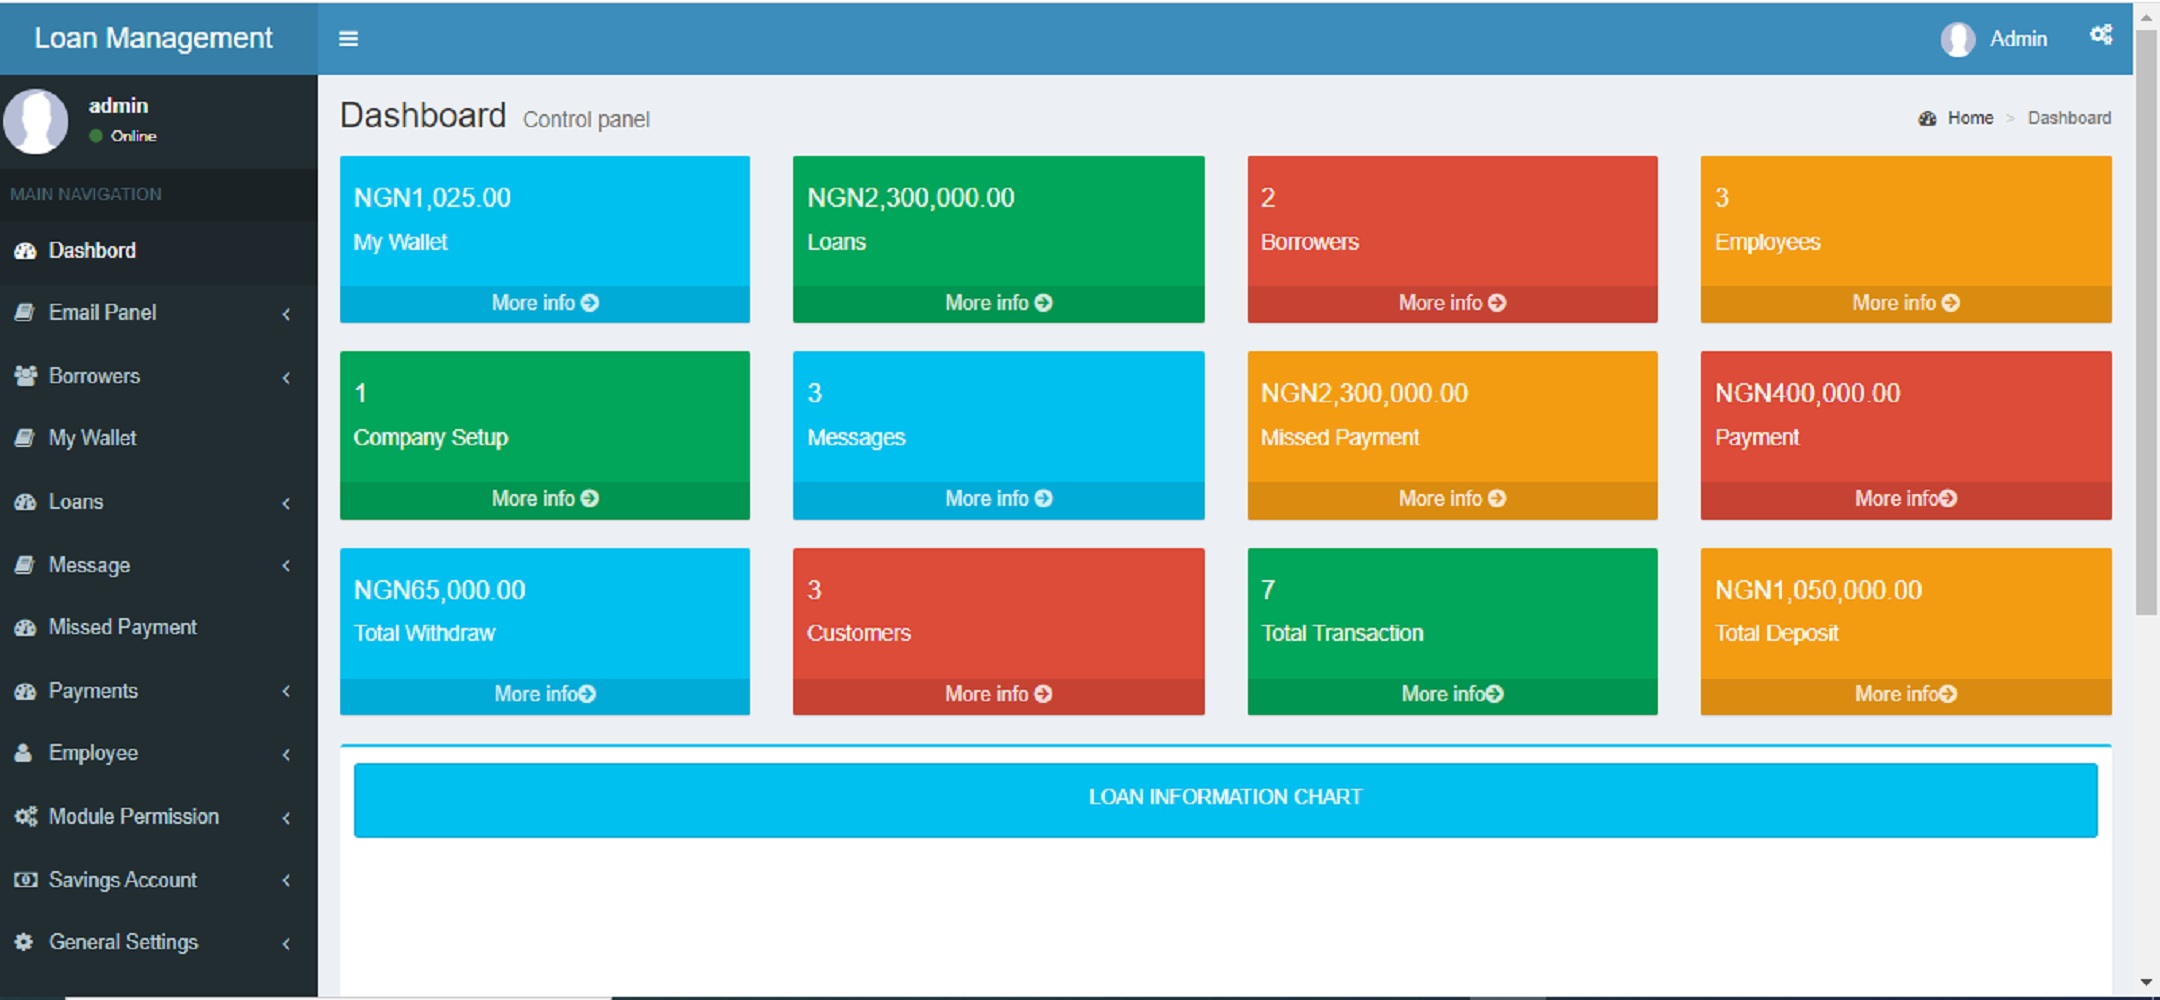 Loan Management
Admin
admin
Online
MAIN NAVIGATION
Dashbord
Email Panel
Borrowers
My Wallet
Loans
Message
Missed Payment
Payments
Employee
Module Permission
Savings Account
General Settings
Dashboard Control panel
Home > Dashboard
NGN1,025.00
My Wallet
More info
NGN2,300,000.00
Loans
More info
2
Borrowers
More info
3
Employees
More info
1
Company Setup
More info
3
Messages
More info
NGN2,300,000.00
Missed Payment
More info
NGN400,000.00
Payment
More info
NGN65,000.00
Total Withdraw
More info
3
Customers
More info
7
Total Transaction
More info
NGN1,050,000.00
Total Deposit
More info
LOAN INFORMATION CHART